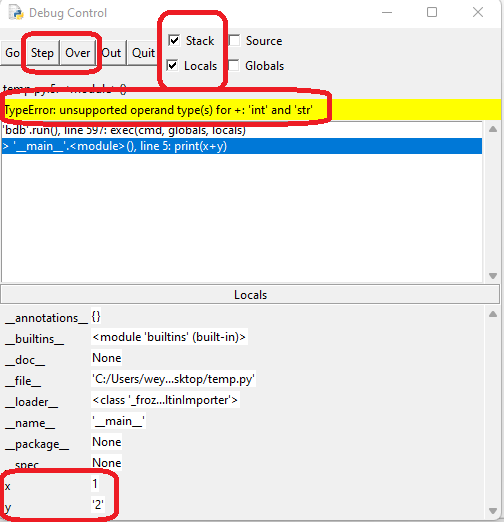 Debug Control
Go Step Over Out Quit Stack Source
Locals Globals
temp.py:5: <module>()
TypeError: unsupported operand type(s) for +: 'int' and 'str'
'bdb'.run(), line 597: exec(cmd, globals, locals)
> '__main__'.<module>(), line 5: print(x+y)
Locals
__annotations__ {}
__builtins__ <module 'builtins' (built-in)>
__doc__ None
__file__ 'C:/Users/wey...sktop/temp.py'
__loader__ <class '_froz...ltinImporter'>
__name__ '__main__'
__package__ None
__spec__ None
x 1
y '2'